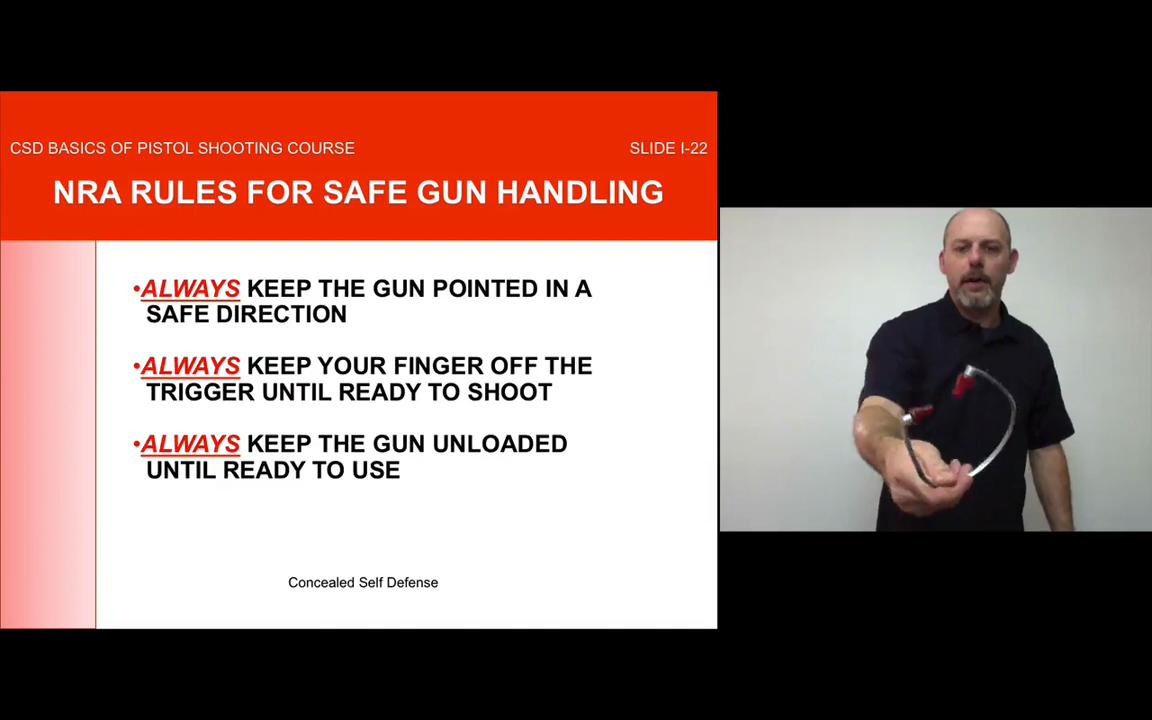 CSD BASICS OF PISTOL SHOOTING COURSE
SLIDE I-22
NRA RULES FOR SAFE GUN HANDLING
•ALWAYS KEEP THE GUN POINTED IN A
SAFE DIRECTION
•ALWAYS KEEP YOUR FINGER OFF THE
TRIGGER UNTIL READY TO SHOOT
•ALWAYS KEEP THE GUN UNLOADED
UNTIL READY TO USE
Concealed Self Defense